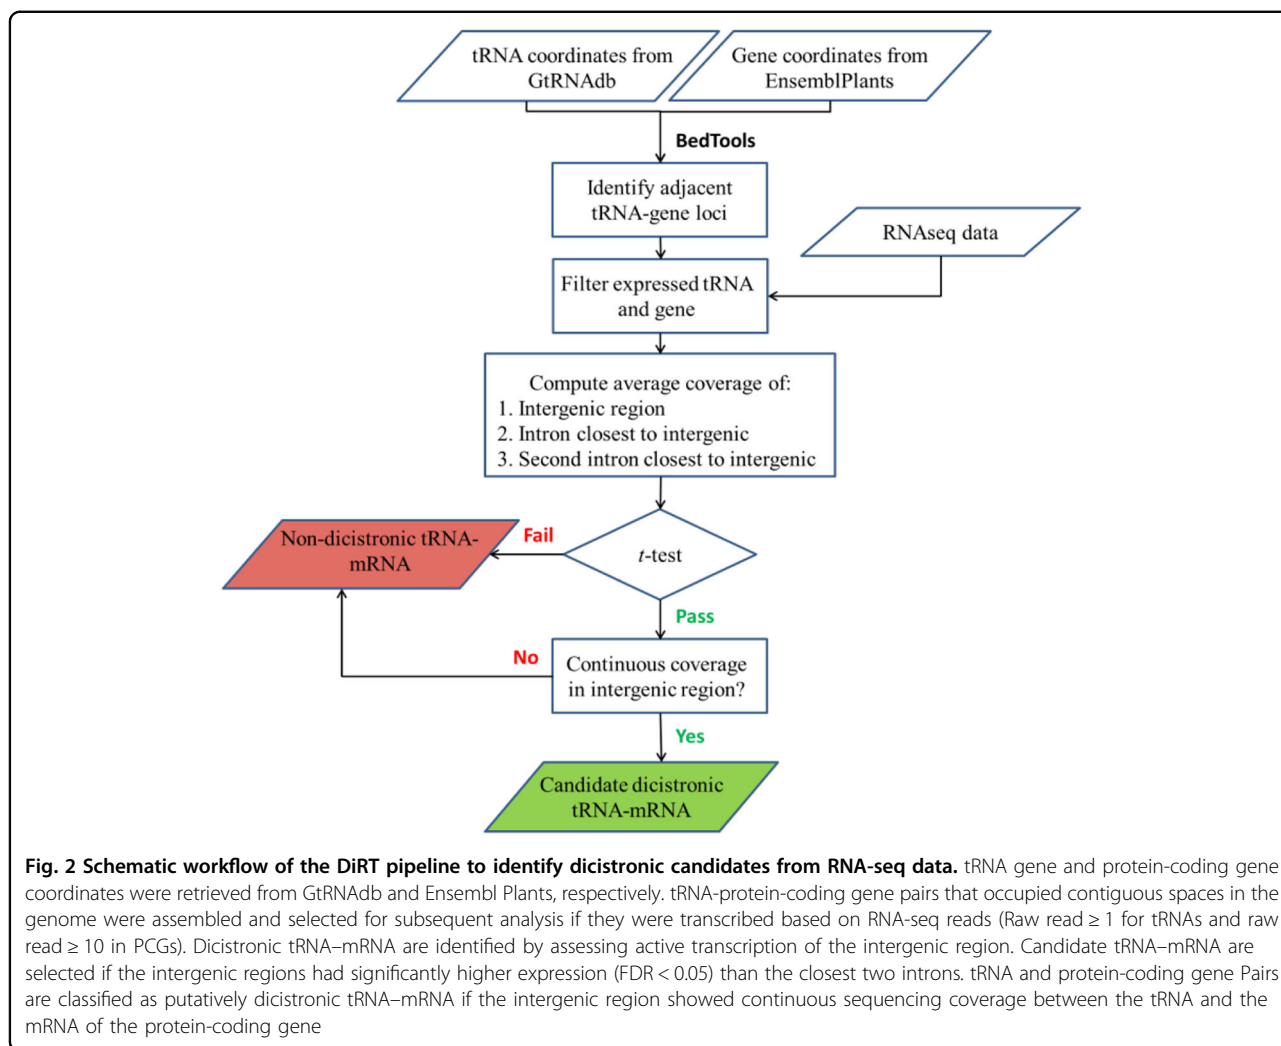 tRNA coordinates from
GtRNAdb
Gene coordinates from
EnsemblPlants
BedTools
Identify adjacent
tRNA-gene loci
RNAseq data
Filter expressed tRNA
and gene
Compute average coverage of:
1. Intergenic region
2. Intron closest to intergenic
3. Second intron closest to intergenic
Non-dicistronic tRNA-
mRNA
Fail
t-test
Pass
No
Continuous coverage
in intergenic region?
Yes
Candidate dicistronic
tRNA-mRNA
Fig. 2 Schematic workflow of the DiRT pipeline to identify dicistronic candidates from RNA-seq data. tRNA gene and protein-coding gene
coordinates were retrieved from GtRNAdb and Ensembl Plants, respectively. tRNA-protein-coding gene pairs that occupied contiguous spaces in the
genome were assembled and selected for subsequent analysis if they were transcribed based on RNA-seq reads (Raw read ≥ 1 for tRNAs and raw
read ≥ 10 in PCGs). Dicistronic tRNA–mRNA are identified by assessing active transcription of the intergenic region. Candidate tRNA–mRNA are
selected if the intergenic regions had significantly higher expression (FDR < 0.05) than the closest two introns. tRNA and protein-coding gene Pairs
are classified as putatively dicistronic tRNA–mRNA if the intergenic region showed continuous sequencing coverage between the tRNA and the
mRNA of the protein-coding gene